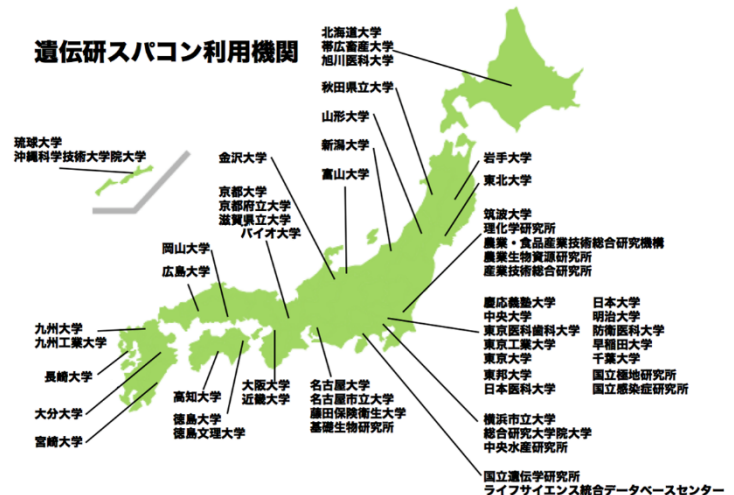 遺伝研スパコン利用機関
北海道大学
帯広畜産大学
旭川医科大学
秋田県立大学
山形大学
新潟大学
富山大学
金沢大学
琉球大学
沖縄科学技術大学院大学
京都大学
京都府立大学
滋賀県立大学
バイオ大学
岡山大学
広島大学
岩手大学
東北大学
筑波大学
理化学研究所
農業・食品産業技術総合研究機構
農業生物資源研究所
産業技術総合研究所
慶応義塾大学
中央大学
東京医科歯科大学
東京工業大学
東京大学
東邦大学
日本医科大学
日本大学
明治大学
防衛医科大学
早稲田大学
千葉大学
国立極地研究所
国立感染症研究所
九州大学
九州工業大学
長崎大学
大分大学
宮崎大学
高知大学
徳島大学
徳島文理大学
大阪大学
近畿大学
名古屋大学
名古屋市立大学
藤田保険衛生大学
基礎生物研究所
横浜市立大学
総合研究大学院大学
中央水産研究所
国立遺伝学研究所
ライフサイエンス統合データベースセンター